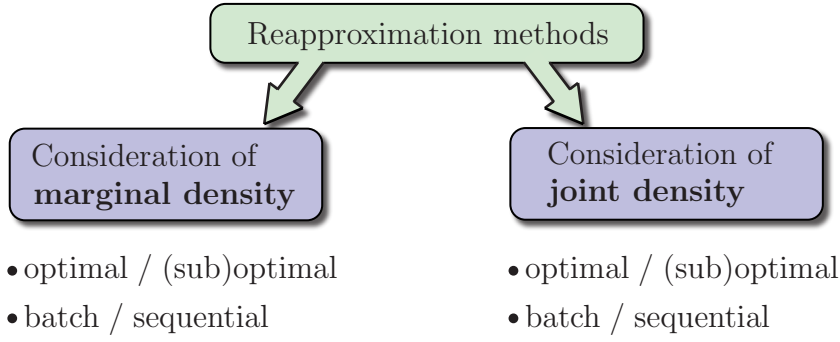 Reapproximation methods
Consideration of
marginal density
• optimal / (sub)optimal
• batch / sequential
Consideration of
joint density
• optimal / (sub)optimal
• batch / sequential